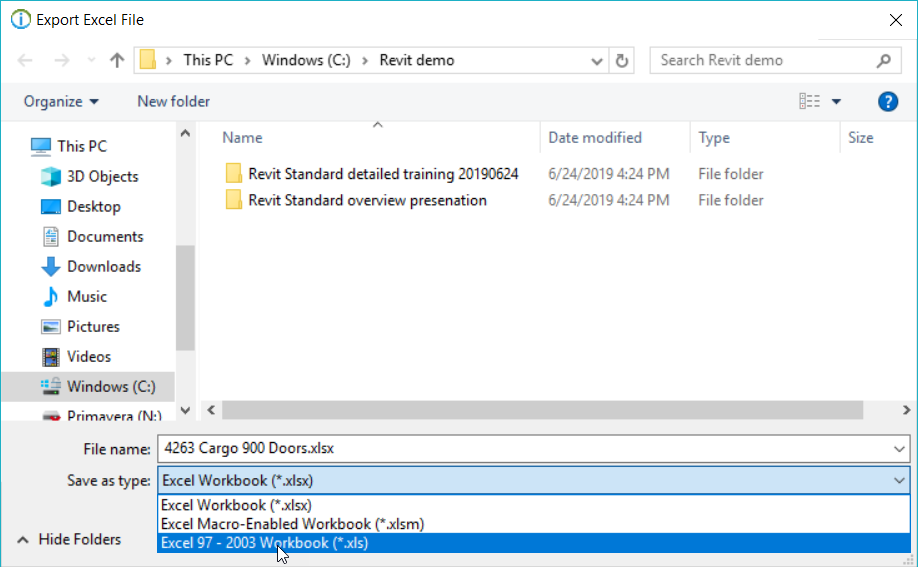 Export Excel File
This PC > Windows (C:) > Revit demo
Search Revit demo
Organize
New folder
?
Name
Date modified
Type
Size
This PC
3D Objects
Desktop
Documents
Downloads
Music
Pictures
Videos
Windows (C:)
Primavera (N:)
Revit Standard detailed training 20190624
6/24/2019 4:24 PM
File folder
Revit Standard overview presenation
6/24/2019 4:24 PM
File folder
File name:
4263 Cargo 900 Doors.xlsx
Save as type:
Excel Workbook (*.xlsx)
Excel Workbook (*.xlsx)
Excel Macro-Enabled Workbook (*.xlsm)
Excel 97 - 2003 Workbook (*.xls)
Hide Folders